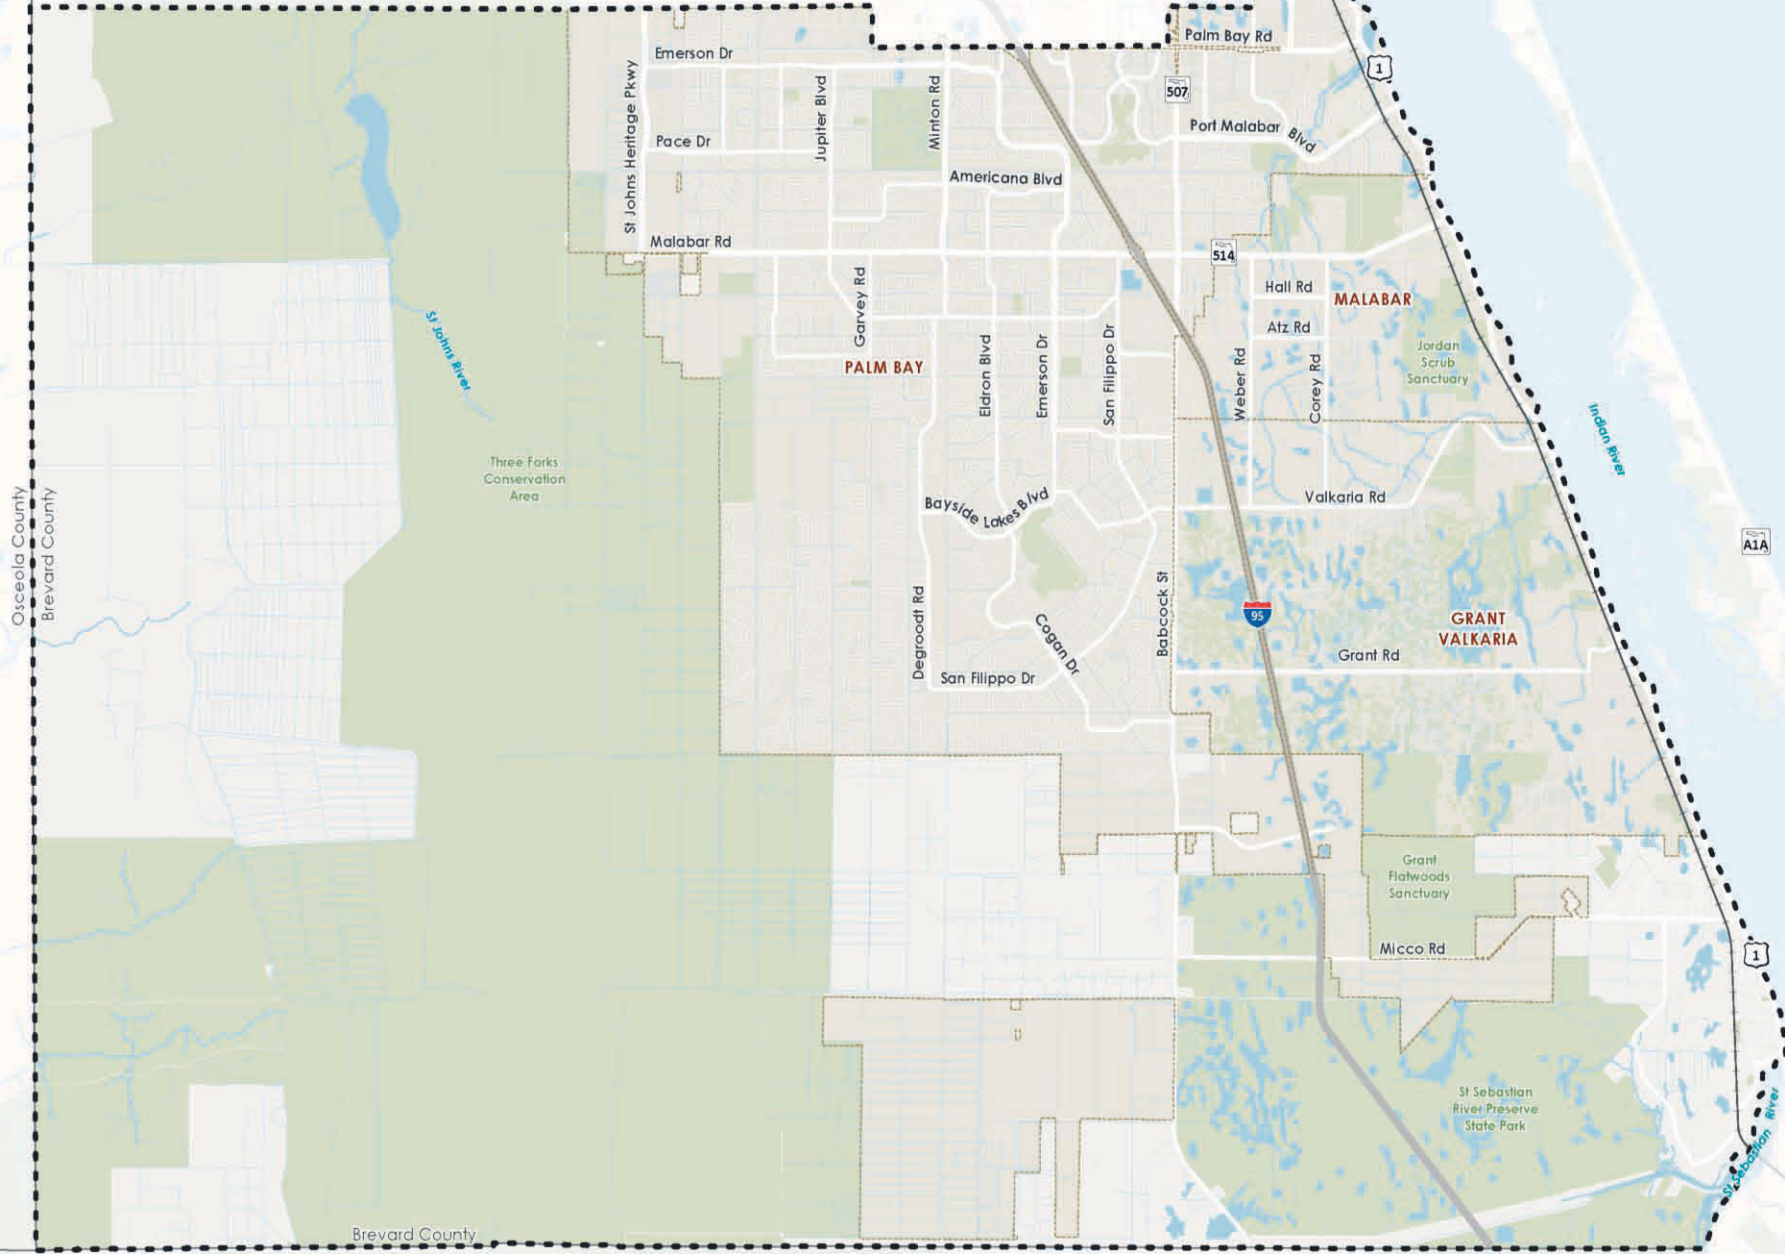 Palm Bay Rd
Emerson Dr
1
St Johns Heritage Pkwy
Jupiter Blvd
Minton Rd
507
Port Malabar Blvd
Pace Dr
Americana Blvd
Malabar Rd
514
Garvey Rd
Hall Rd
MALABAR
St Johns River
Atz Rd
Eldron Blvd
Emerson Dr
San Filippo Dr
Weber Rd
Corey Rd
Jordan
Scrub
Sanctuary
PALM BAY
Indian River
Three Forks
Conservation
Area
Osceola County
Brevard County
Bayside Lakes Blvd
Valkaria Rd
A1A
Degroodt Rd
Cogan Dr
Babcock St
95
GRANT
VALKARIA
Grant Rd
San Filippo Dr
Grant
Flatwoods
Sanctuary
Micco Rd
1
St Sebastian
River Preserve
State Park
St Sebastian River
Brevard County